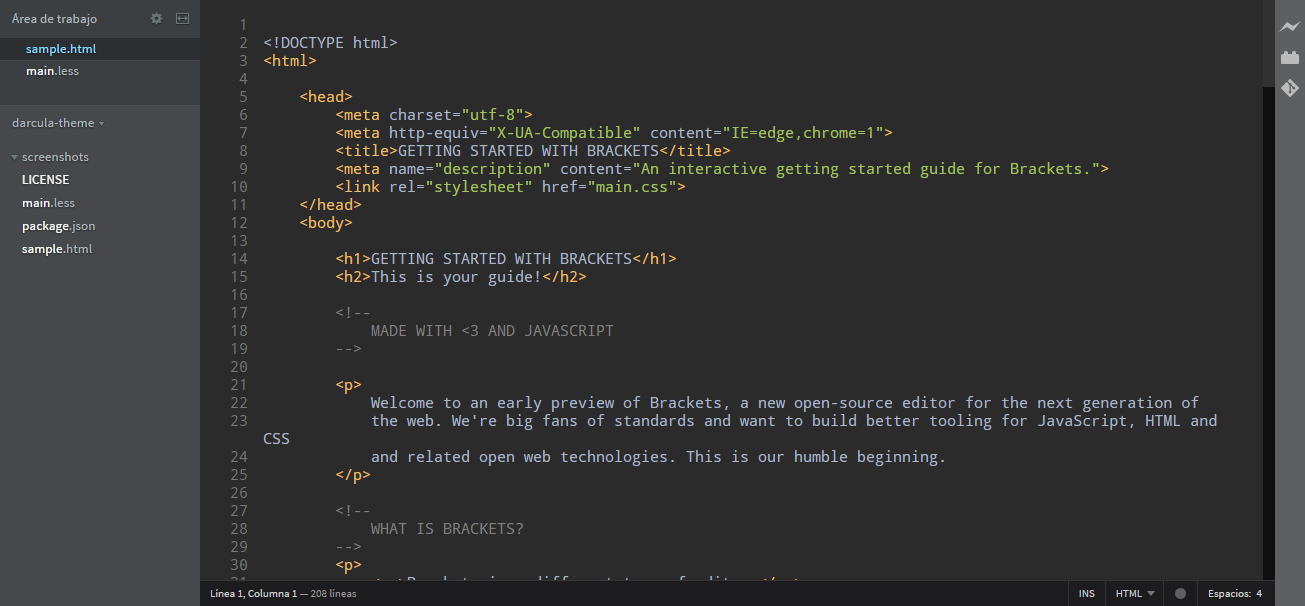 Área de trabajo
sample.html
main.less
darcula-theme
screenshots
LICENSE
main.less
package.json
sample.html
1
2 <!DOCTYPE html>
3 <html>
4
5 <head>
6 <meta charset="utf-8">
7 <meta http-equiv="X-UA-Compatible" content="IE=edge,chrome=1">
8 <title>GETTING STARTED WITH BRACKETS</title>
9 <meta name="description" content="An interactive getting started guide for Brackets.">
10 <link rel="stylesheet" href="main.css">
11 </head>
12 <body>
13
14 <h1>GETTING STARTED WITH BRACKETS</h1>
15 <h2>This is your guide!</h2>
16
17 <!--
18 MADE WITH <3 AND JAVASCRIPT
19 -->
20
21 <p>
22 Welcome to an early preview of Brackets, a new open-source editor for the next generation of
23 the web. We're big fans of standards and want to build better tooling for JavaScript, HTML and
CSS
24 and related open web technologies. This is our humble beginning.
25 </p>
26
27 <!--
28 WHAT IS BRACKETS?
29 -->
30 <p>
Línea 1, Columna 1 — 208 líneas
INS
HTML
Espacios: 4